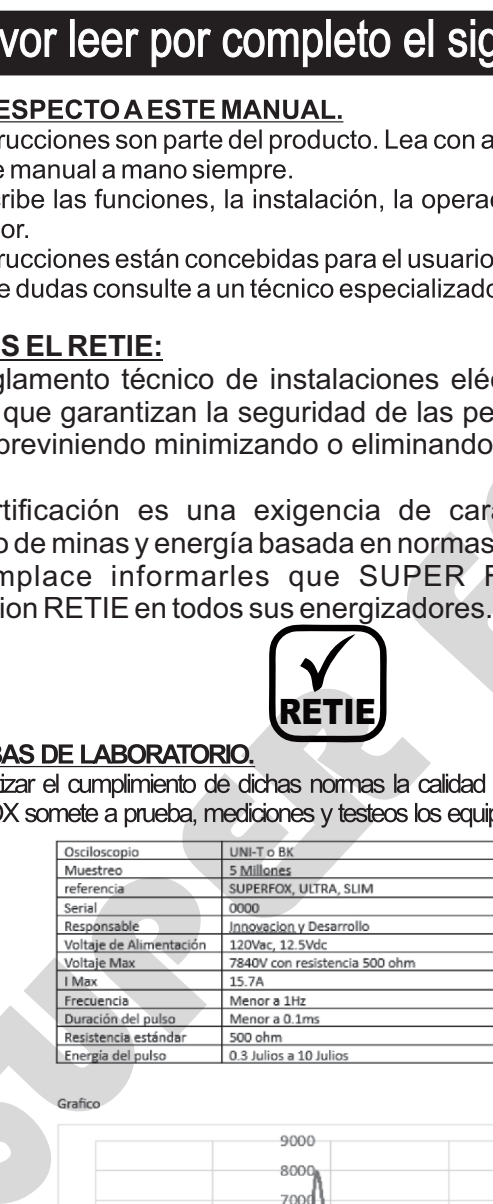 vor leer por completo el sig
ESPECTO A ESTE MANUAL.
rucciones son parte del producto. Lea con a
e manual a mano siempre.
ribe las funciones, la instalación, la opera
or.
rucciones están concebidas para el usuario
e dudas consulte a un técnico especializado
S EL RETIE:
glamento técnico de instalaciones eléc
que garantizan la seguridad de las pe
previniendo minimizando o eliminando
rtificación es una exigencia de cará
o de minas y energía basada en normas
mplace informarles que SUPER F
ion RETIE en todos sus energizadores.
RETIE
BAS DE LABORATORIO.
tizar el cumplimiento de dichas normas la calidad
OX somete a prueba, mediciones y testeos los equip
Osciloscopio UNI-T o BK
Muestreo 5 Millones
referencia SUPERFOX, ULTRA, SLIM
Serial 0000
Responsable Innovacion y Desarrollo
Voltaje de Alimentación 120Vac, 12.5Vdc
Voltaje Max 7840V con resistencia 500 ohm
I Max 15.7A
Frecuencia Menor a 1Hz
Duración del pulso Menor a 0.1ms
Resistencia estándar 500 ohm
Energía del pulso 0.3 Julios a 10 Julios
Grafico
9000
8000
7000
SUPER